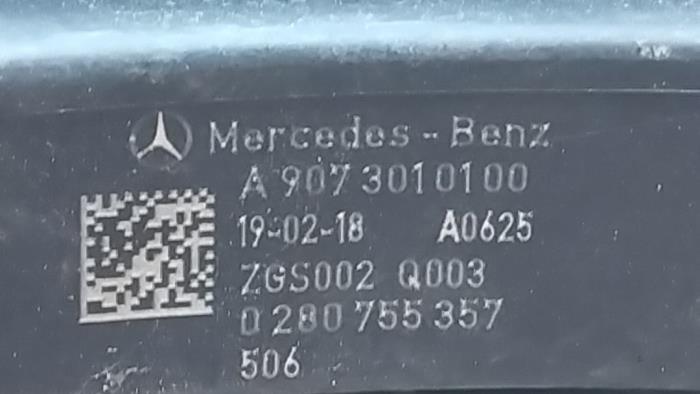 Mercedes-Benz
A 907 301 01 00
19-02-18 A0625
ZGS002 Q003
0 280 755 357
506